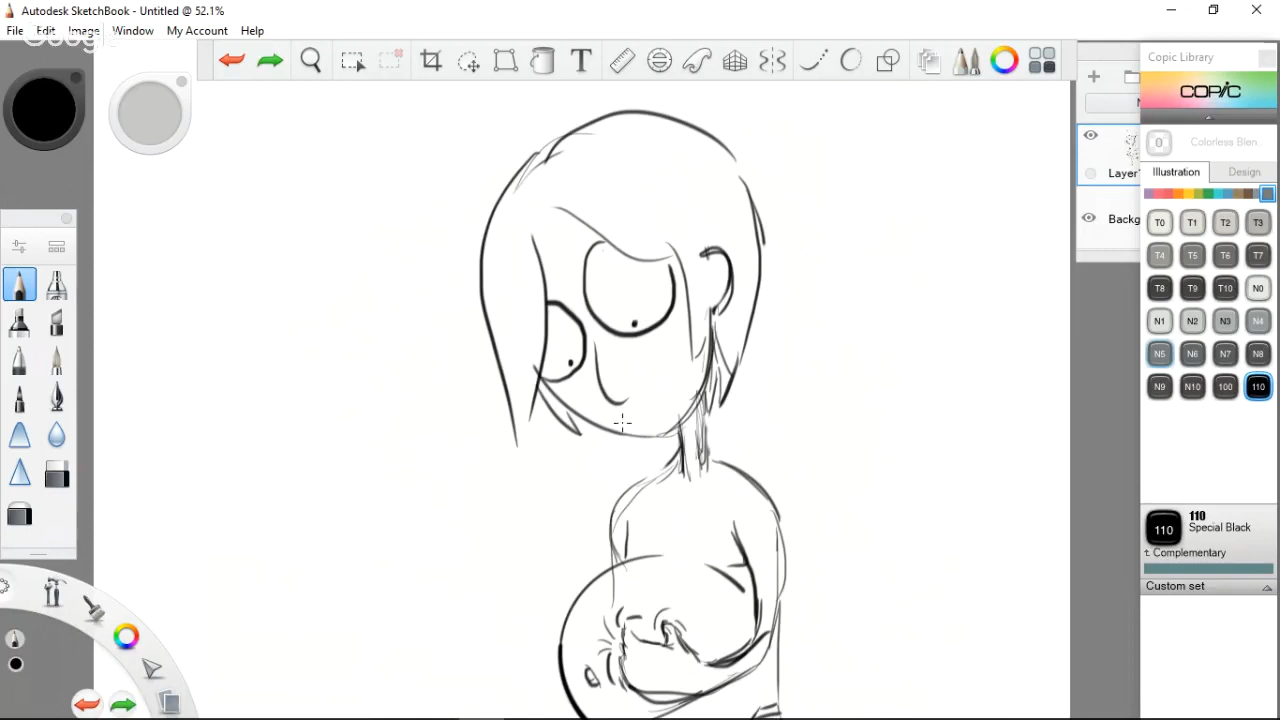 Autodesk SketchBook - Untitled @ 52.1%
File Edit Image Window My Account Help
Google
T
Copic Library
COPIC
0 Colorless Blen
Illustration Design
T0 T1 T2 T3
T4 T5 T6 T7
T8 T9 T10 N0
N1 N2 N3 N4
N5 N6 N7 N8
N9 N10 100 110
Layer
Backg
110 110
Special Black
Complementary
Custom set